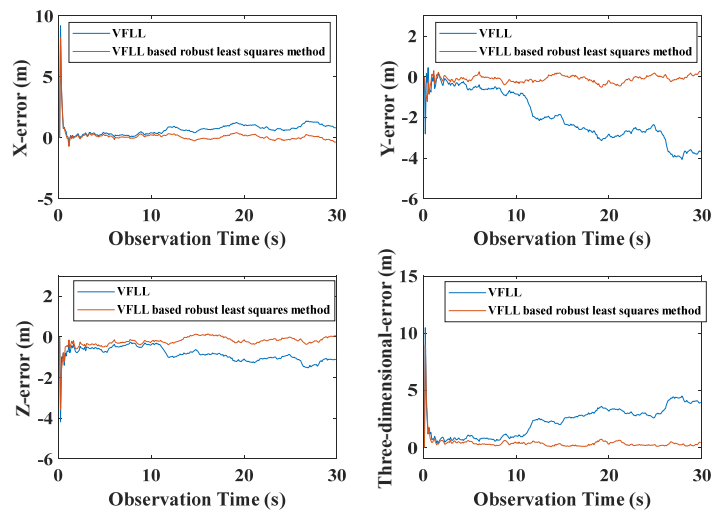 X-error (m)
10
5
0
-5
VFLL
VFLL based robust least squares method
0
10
20
30
Observation Time (s)
Y-error (m)
2
0
-2
-4
-6
VFLL
VFLL based robust least squares method
0
10
20
30
Observation Time (s)
Z-error (m)
2
0
-2
-4
-6
VFLL
VFLL based robust least squares method
0
10
20
30
Observation Time (s)
Three-dimensional-error (m)
15
10
5
0
VFLL
VFLL based robust least squares method
0
10
20
30
Observation Time (s)